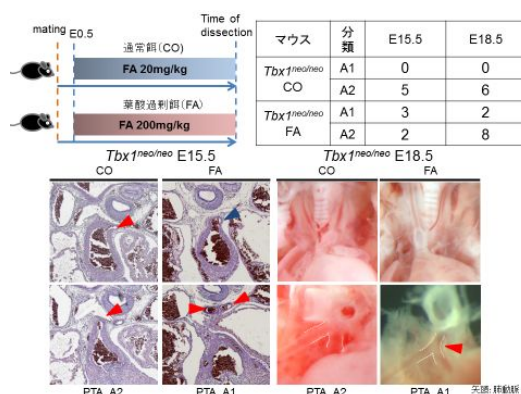 mating
E0.5
Time of dissection
通常餌(CO)
FA 20mg/kg
葉酸過剰餌(FA)
FA 200mg/kg
マウス 分類 E15.5 E18.5
Tbx1neo/neo CO A1 0 0
A2 5 6
Tbx1neo/neo FA A1 3 2
A2 2 8
Tbx1neo/neo E15.5
CO FA
Tbx1neo/neo E18.5
CO FA
PTA A2 PTA A1 PTA A2 PTA A1
矢頭: 肺動脈